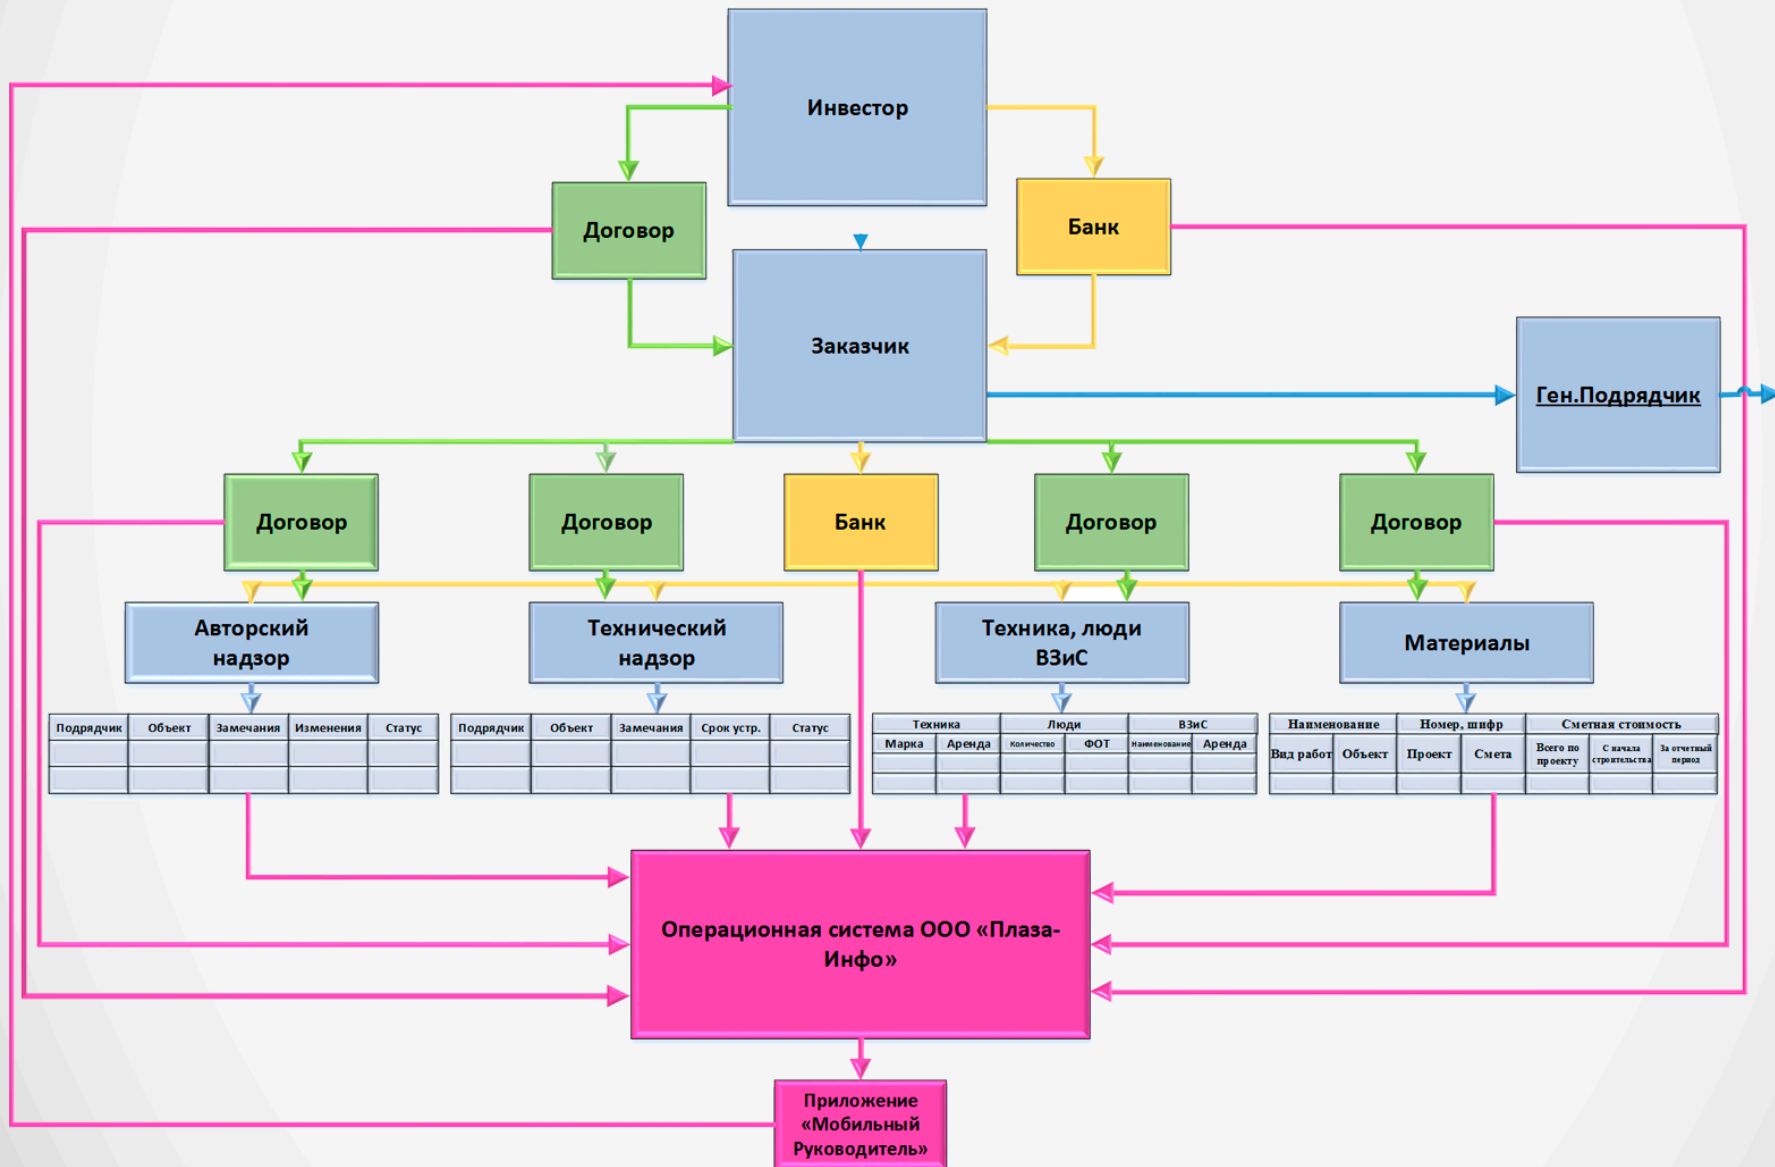 Инвестор
Договор
Банк
Заказчик
Ген.Подрядчик
Договор
Договор
Банк
Договор
Договор
Авторский
надзор
Технический
надзор
Техника, люди
ВЗиС
Материалы
Подрядчик Объект Замечания Изменения Статус
Подрядчик Объект Замечания Срок устр. Статус
Техника Люди ВЗиС
Марка Аренда Количество ФОТ Наименование Аренда
Наименование Номер, шифр Сметная стоимость
Вид работ Объект Проект Смета
Всего по
проекту
С начала
строительства
За отчетный
период
Операционная система ООО «Плаза-
Инфо»
Приложение
«Мобильный
Руководитель»